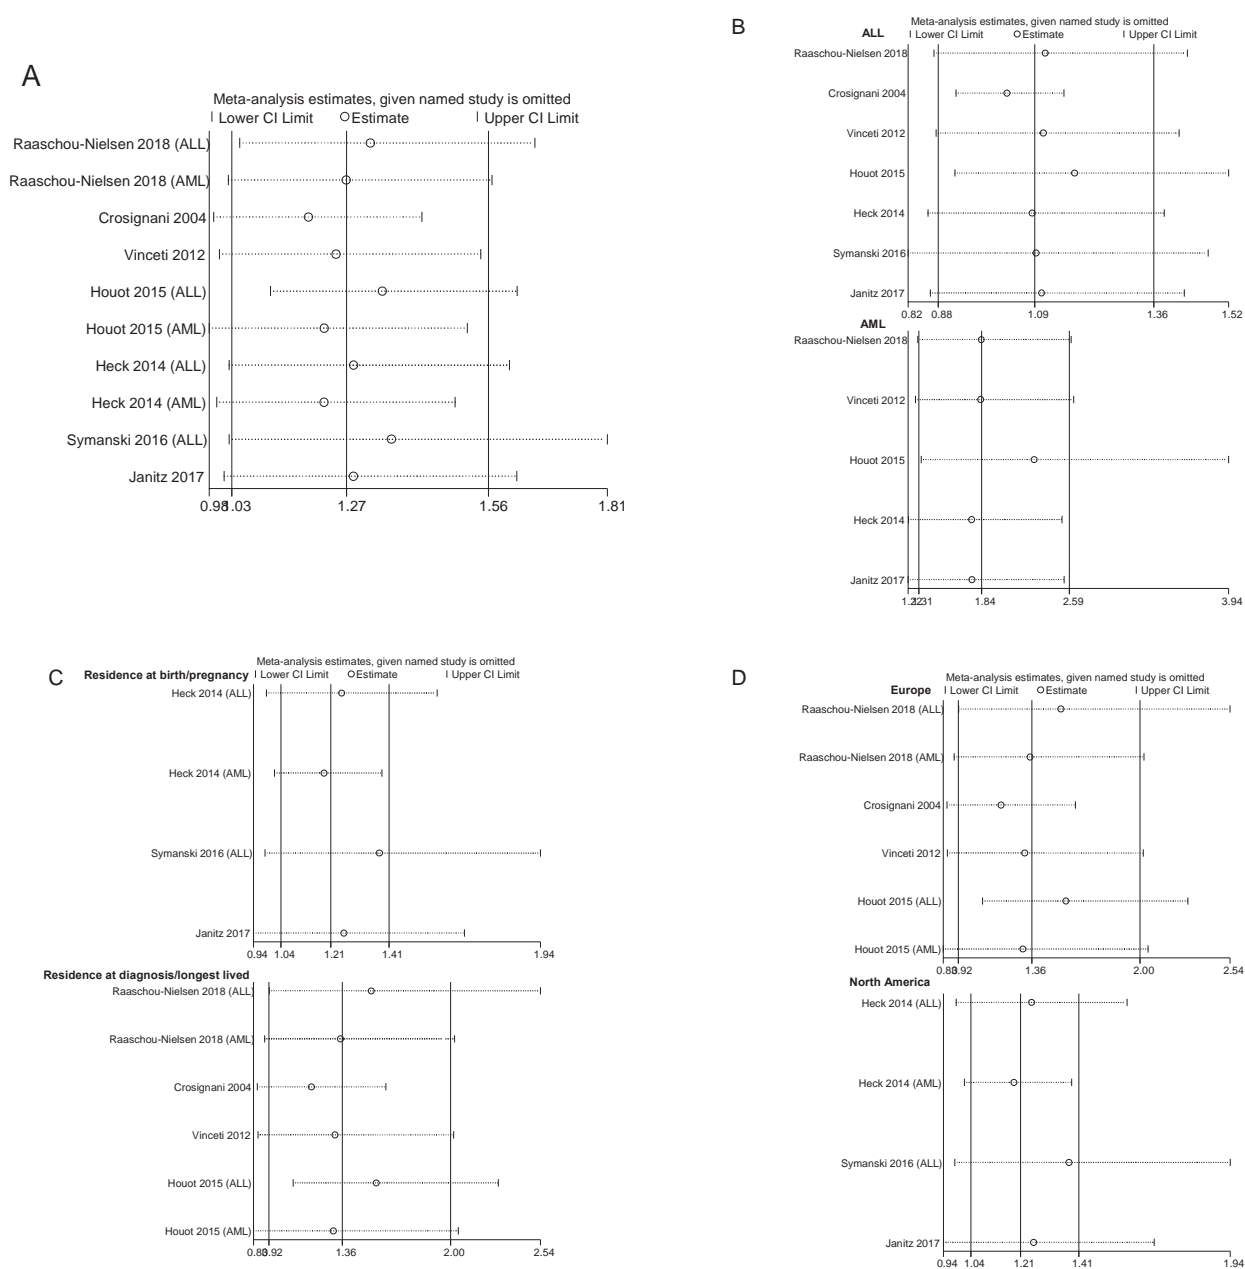 A
Meta-analysis estimates, given named study is omitted
Lower CI Limit Estimate Upper CI Limit
Raaschou-Nielsen 2018 (ALL)
Raaschou-Nielsen 2018 (AML)
Crosignani 2004
Vinceti 2012
Houot 2015 (ALL)
Houot 2015 (AML)
Heck 2014 (ALL)
Heck 2014 (AML)
Symanski 2016 (ALL)
Janitz 2017
0.98 1.03 1.27 1.56 1.81
B
Meta-analysis estimates, given named study is omitted
ALL Lower CI Limit Estimate Upper CI Limit
Raaschou-Nielsen 2018
Crosignani 2004
Vinceti 2012
Houot 2015
Heck 2014
Symanski 2016
Janitz 2017
0.82 0.88 1.09 1.36 1.52
AML
Raaschou-Nielsen 2018
Vinceti 2012
Houot 2015
Heck 2014
Janitz 2017
1.31 1.84 2.59 3.94
C
Meta-analysis estimates, given named study is omitted
Residence at birth/pregnancy Lower CI Limit Estimate Upper CI Limit
Heck 2014 (ALL)
Heck 2014 (AML)
Symanski 2016 (ALL)
Janitz 2017
0.94 1.04 1.21 1.41 1.94
Residence at diagnosis/longest lived
Raaschou-Nielsen 2018 (ALL)
Raaschou-Nielsen 2018 (AML)
Crosignani 2004
Vinceti 2012
Houot 2015 (ALL)
Houot 2015 (AML)
0.92 1.36 2.00 2.54
D
Meta-analysis estimates, given named study is omitted
Europe Lower CI Limit Estimate Upper CI Limit
Raaschou-Nielsen 2018 (ALL)
Raaschou-Nielsen 2018 (AML)
Crosignani 2004
Vinceti 2012
Houot 2015 (ALL)
Houot 2015 (AML)
0.92 1.36 2.00 2.54
North America
Heck 2014 (ALL)
Heck 2014 (AML)
Symanski 2016 (ALL)
Janitz 2017
0.94 1.04 1.21 1.41 1.94